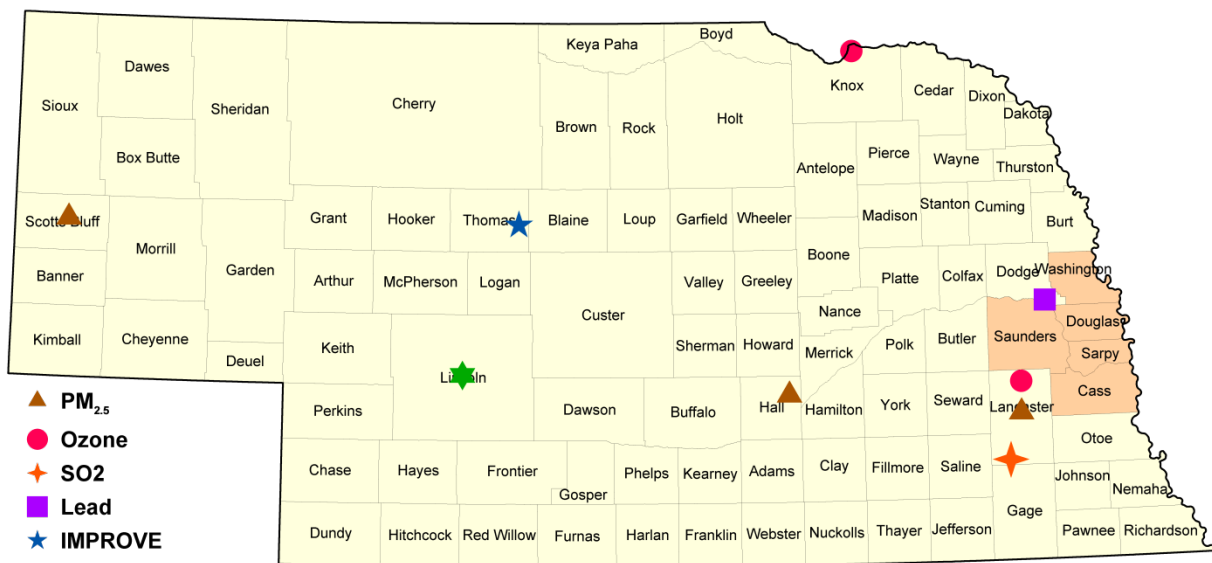 Boyd
Keya Paha
Dawes
Knox
Cedar
Dixon
Sioux
Sheridan
Cherry
Dakota
Brown
Rock
Holt
Box Butte
Pierce
Wayne
Antelope
Thurston
Scotts Bluff
Grant
Hooker
Thomas
Blaine
Loup
Garfield
Wheeler
Madison
Stanton
Cuming
Burt
Morrill
Boone
Banner
Garden
Arthur
McPherson
Logan
Valley
Greeley
Platte
Colfax
Dodge
Washington
Custer
Nance
Kimball
Cheyenne
Keith
Sherman
Howard
Merrick
Polk
Butler
Saunders
Douglas
Deuel
Lincoln
Sarpy
Cass
PM2.5
Perkins
Dawson
Buffalo
Hall
Hamilton
York
Seward
Lancaster
Ozone
Otoe
SO2
Chase
Hayes
Frontier
Gosper
Phelps
Kearney
Adams
Clay
Fillmore
Saline
Johnson
Nemaha
Lead
Gage
IMPROVE
Dundy
Hitchcock
Red Willow
Furnas
Harlan
Franklin
Webster
Nuckolls
Thayer
Jefferson
Pawnee
Richardson